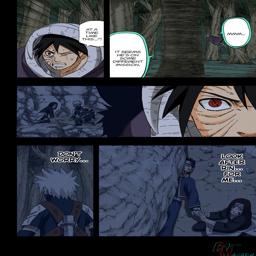 AT A
TIME LIKE
THIS...?!
IT SEEMS
HE'S ON
SOME
DIFFERENT
MISSION.
HMM...
DON'T
WORRY...
LOOK
AFTER
RIN...
FOR
ME...